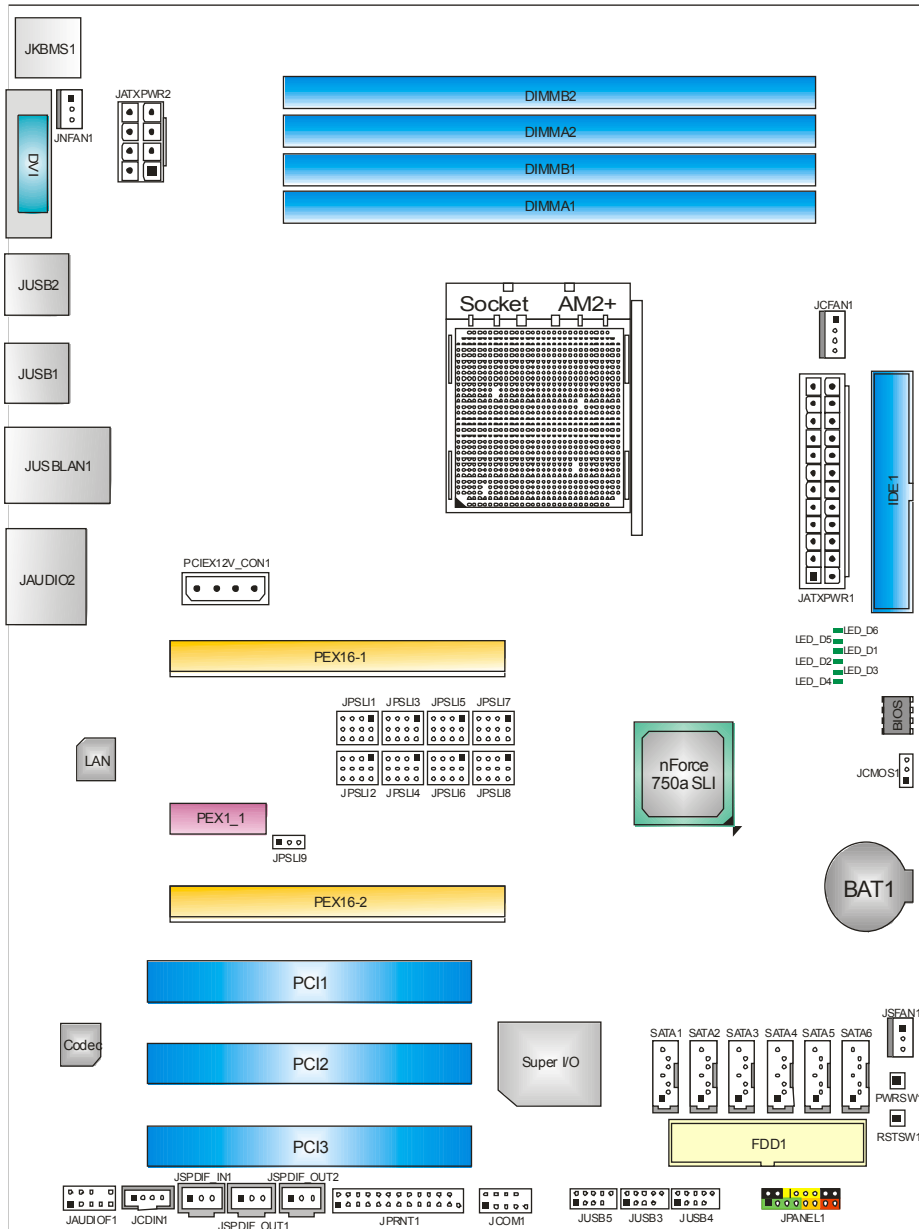 JKBMS1
JATXPWR2
JNFAN1
DVI
DIMMB2
DIMMA2
DIMMB1
DIMMA1
JUSB2
Socket AM2+
JCFAN1
JUSB1
JUSBLAN1
IDE1
JAUDIO2
PCIEX12V_CON1
JATXPWR1
LED_D6
LED_D5
LED_D1
LED_D2
LED_D3
LED_D4
PEX16-1
JPSLI1 JPSLI3 JPSLI5 JPSLI7
BIOS
LAN
nForce
750a SLI
JCMOS1
JPSLI2 JPSLI4 JPSLI6 JPSLI8
PEX1_1
JPSLI9
BAT1
PEX16-2
PCI1
JSFAN1
SATA1 SATA2 SATA3 SATA4 SATA5 SATA6
Codec
PCI2
Super I/O
PWRSW1
RSTSW1
PCI3
FDD1
JSPDIF_IN1
JSPDIF_OUT2
JAUDIOF1
JCDIN1
JSPDIF_OUT1
JPRNT1
JCOM1
JUSB5 JUSB3 JUSB4
JPANEL1